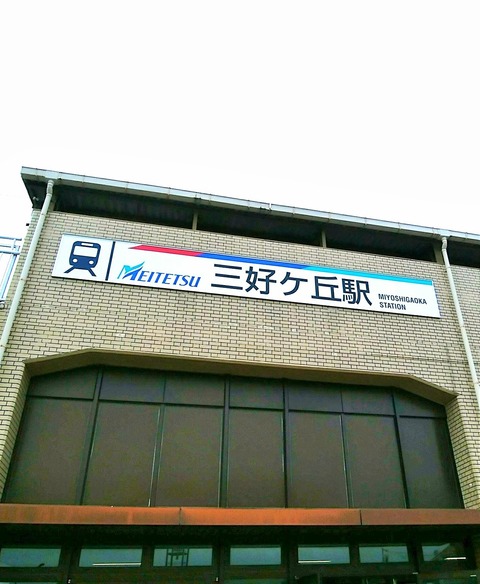 MEITETSU 三好ケ丘駅 MIYOSHIGAOKA
STATION